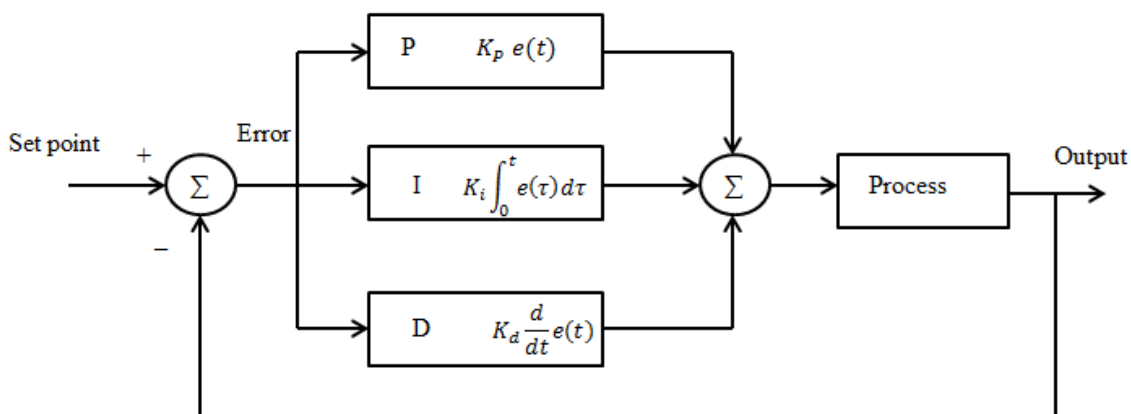 P K_p e(t)
Error
Set point
+
Σ
I K_i ∫_0^t e(τ) dτ
Σ
Process
Output
−
D K_d d/dt e(t)